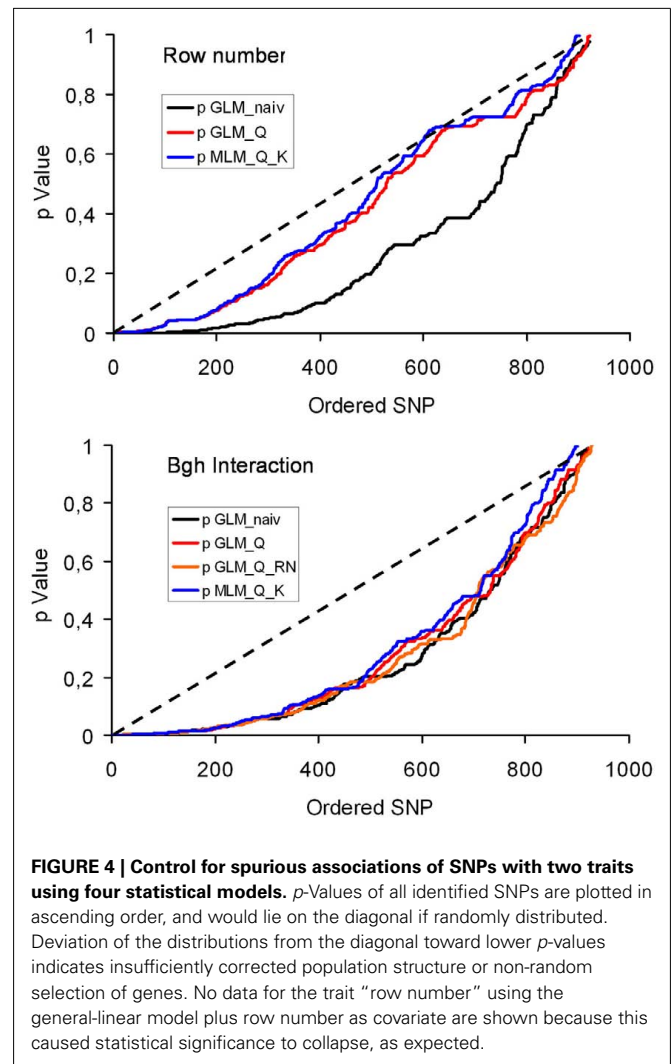 1
Row number
0,8
p GLM_naiv
p GLM_Q
p MLM_Q_K
p Value
0,6
0,4
0,2
0
0 200 400 600 800 1000
Ordered SNP
1
Bgh Interaction
0,8
p GLM_naiv
p GLM_Q
p GLM_Q_RN
p MLM_Q_K
p Value
0,6
0,4
0,2
0
0 200 400 600 800 1000
Ordered SNP
FIGURE 4 | Control for spurious associations of SNPs with two traits
using four statistical models. p-Values of all identified SNPs are plotted in
ascending order, and would lie on the diagonal if randomly distributed.
Deviation of the distributions from the diagonal toward lower p-values
indicates insufficiently corrected population structure or non-random
selection of genes. No data for the trait “row number” using the
general-linear model plus row number as covariate are shown because this
caused statistical significance to collapse, as expected.